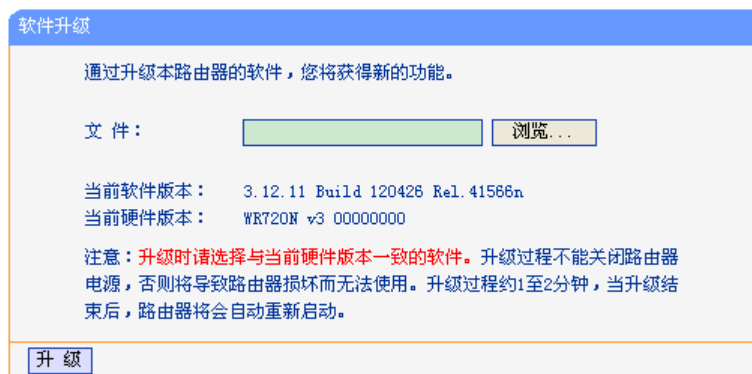 软件升级
通过升级本路由器的软件，您将获得新的功能。
文 件：
浏览...
当前软件版本： 3.12.11 Build 120426 Rel.41566n
当前硬件版本： WR720N v3 00000000
注意：升级时请选择与当前硬件版本一致的软件。升级过程不能关闭路由器
电源，否则将导致路由器损坏而无法使用。升级过程约1至2分钟，当升级结
束后，路由器将会自动重新启动。
升 级